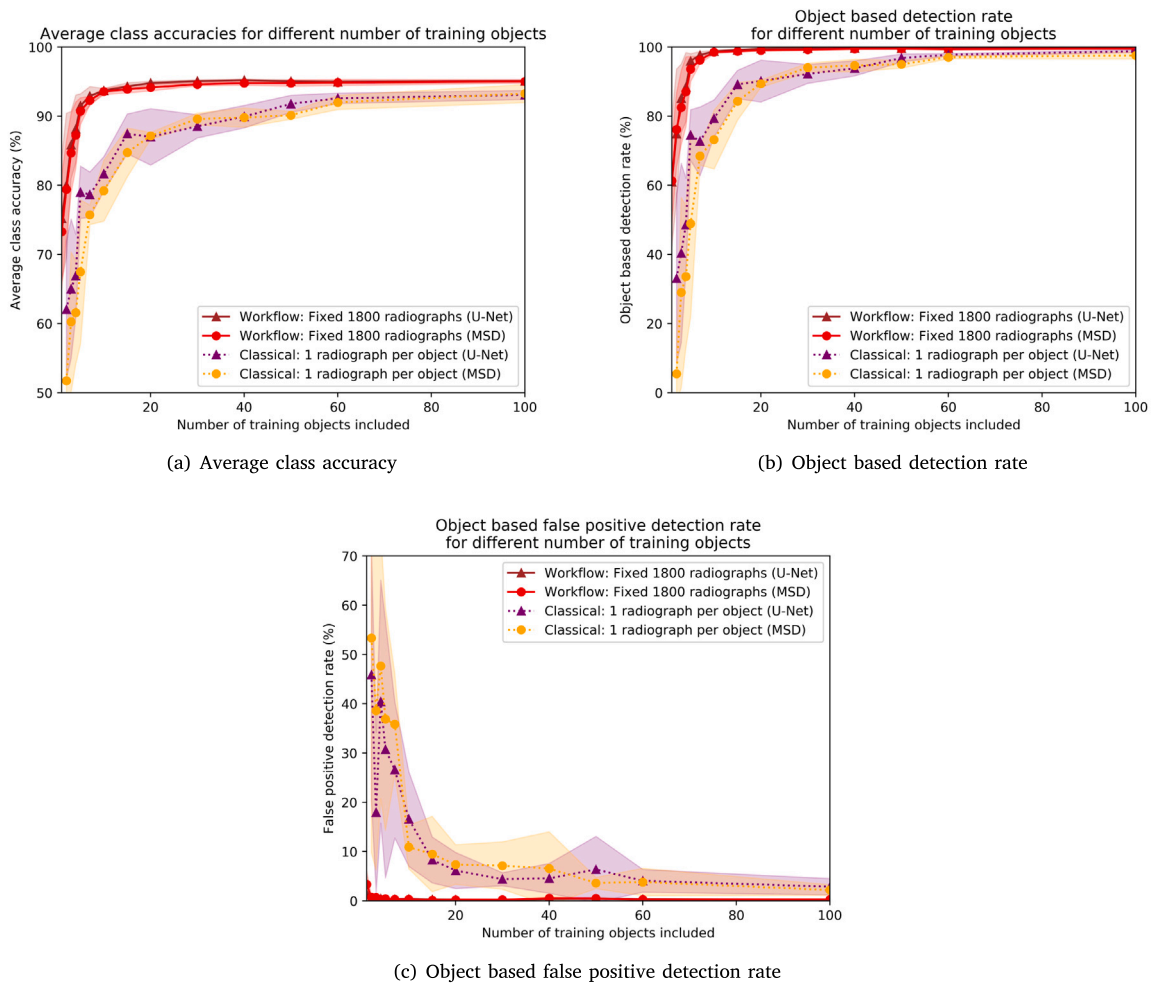 Average class accuracies for different number of training objects
100
90
80
70
60
50
Average class accuracy (%)
Workflow: Fixed 1800 radiographs (U-Net)
Workflow: Fixed 1800 radiographs (MSD)
Classical: 1 radiograph per object (U-Net)
Classical: 1 radiograph per object (MSD)
20 40 60 80 100
Number of training objects included
(a) Average class accuracy
Object based detection rate
for different number of training objects
100
80
60
40
20
0
Object based detection rate (%)
Workflow: Fixed 1800 radiographs (U-Net)
Workflow: Fixed 1800 radiographs (MSD)
Classical: 1 radiograph per object (U-Net)
Classical: 1 radiograph per object (MSD)
20 40 60 80 100
Number of training objects included
(b) Object based detection rate
Object based false positive detection rate
for different number of training objects
70
60
50
40
30
20
10
0
False positive detection rate (%)
Workflow: Fixed 1800 radiographs (U-Net)
Workflow: Fixed 1800 radiographs (MSD)
Classical: 1 radiograph per object (U-Net)
Classical: 1 radiograph per object (MSD)
20 40 60 80 100
Number of training objects included
(c) Object based false positive detection rate